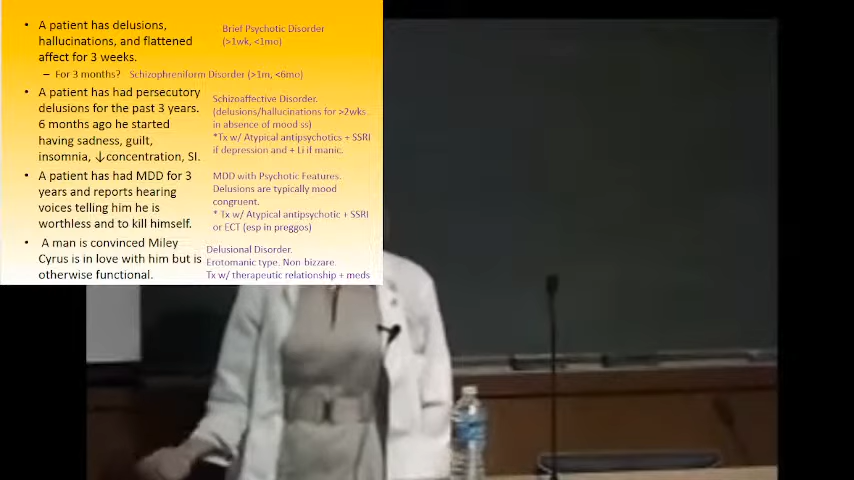 • A patient has delusions,
hallucinations, and flattened
affect for 3 weeks.
Brief Psychotic Disorder
(>1wk, <1mo)
– For 3 months? Schizophreniform Disorder (>1m, <6mo)
• A patient has had persecutory
delusions for the past 3 years.
6 months ago he started
having sadness, guilt,
insomnia, ↓concentration, SI.
Schizoaffective Disorder.
(delusions/hallucinations for >2wks
in absence of mood ss)
*Tx w/ Atypical antipsychotics + SSRI
if depression and + Li if manic.
• A patient has had MDD for 3
years and reports hearing
voices telling him he is
worthless and to kill himself.
MDD with Psychotic Features.
Delusions are typically mood
congruent.
* Tx w/ Atypical antipsychotic + SSRI
or ECT (esp in preggos)
• A man is convinced Miley
Cyrus is in love with him but is
otherwise functional.
Delusional Disorder.
Erotomanic type. Non bizzare.
Tx w/ therapeutic relationship + meds